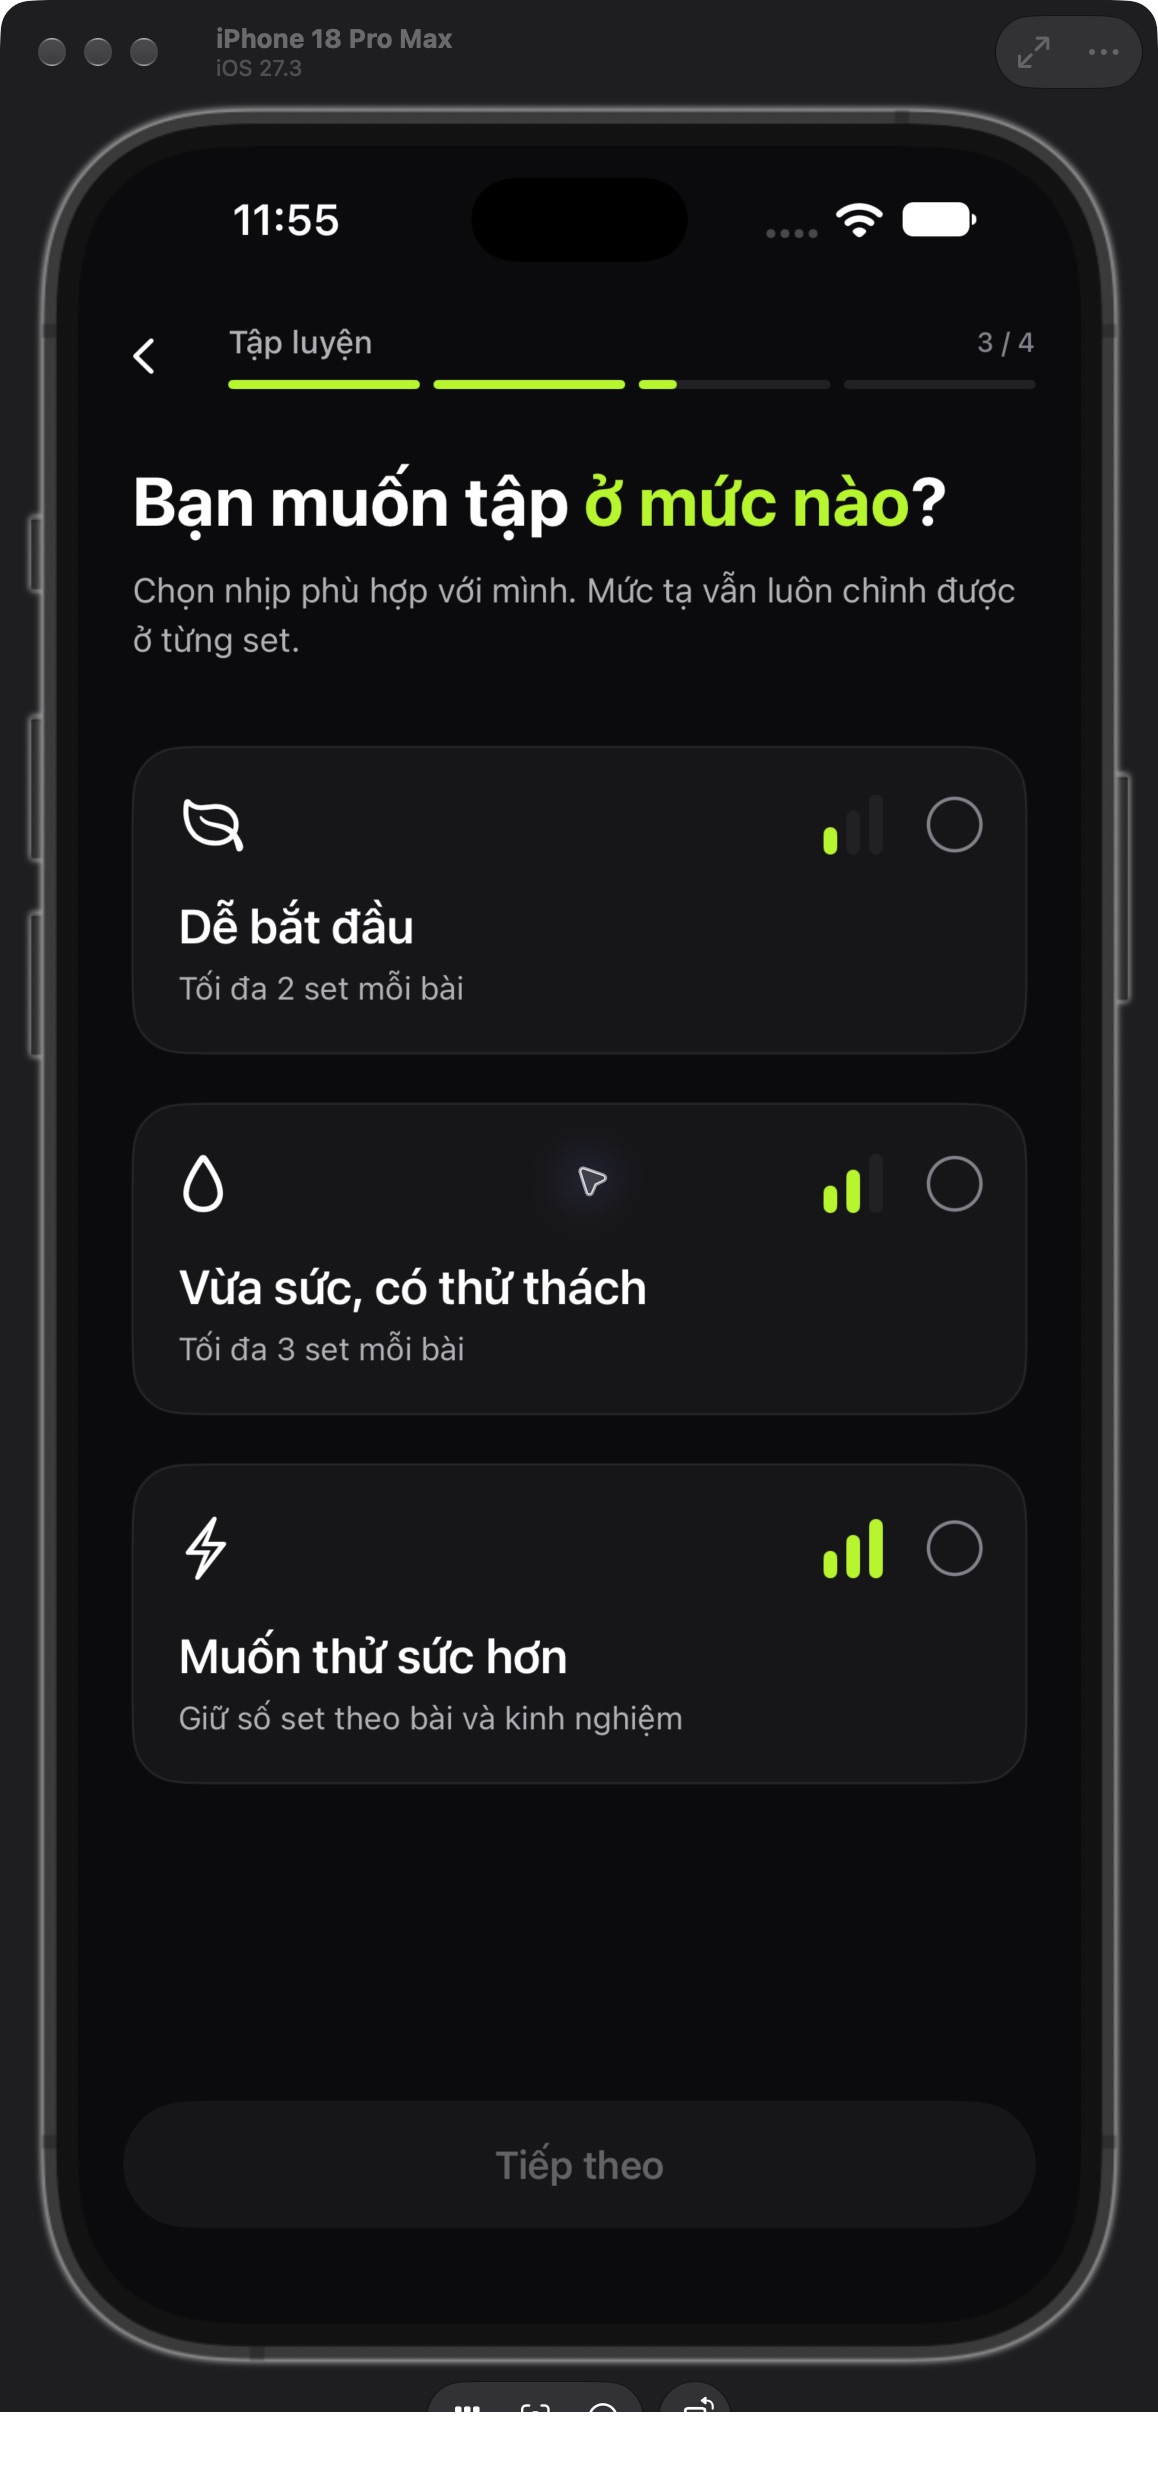 iPhone 18 Pro Max
iOS 27.3
11:55
Tập luyện
3 / 4
Bạn muốn tập ở mức nào?
Chọn nhịp phù hợp với mình. Mức tạ vẫn luôn chỉnh được
ở từng set.
Dễ bắt đầu
Tối đa 2 set mỗi bài
Vừa sức, có thử thách
Tối đa 3 set mỗi bài
Muốn thử sức hơn
Giữ số set theo bài và kinh nghiệm
Tiếp theo